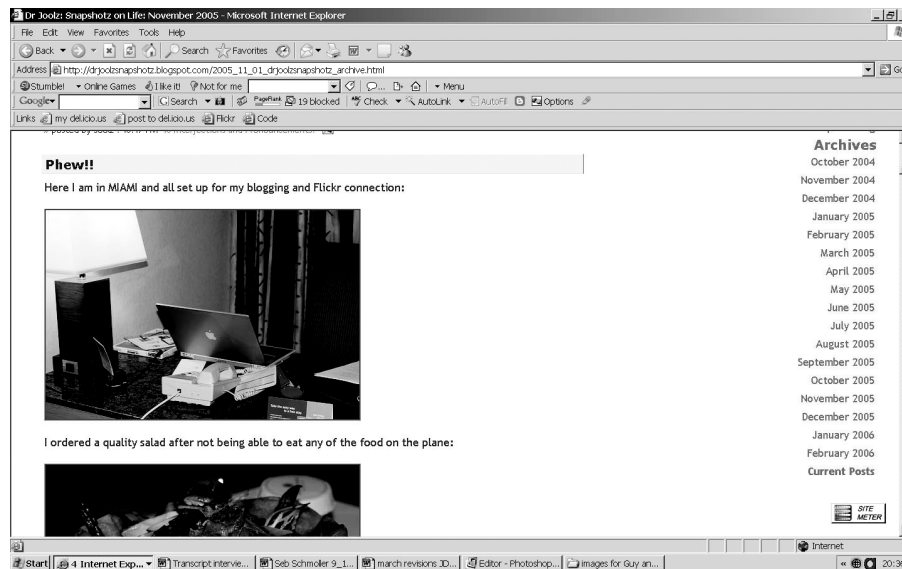 Dr Joolz: Snapshotz on Life: November 2005 - Microsoft Internet Explorer
File Edit View Favorites Tools Help
Back Search Favorites
Address http://drjoolzsnapshotz.blogspot.com/2005_11_01_drjoolzsnapshotz_archive.html Go
Stumble! Online Games I like it! Not for me Menu
Google Search PageRank 19 blocked Check AutoLink AutoFill Options
Links my del.icio.us post to del.icio.us Flickr Code
Archives
Phew!!
Here I am in MIAMI and all set up for my blogging and Flickr connection:
October 2004
November 2004
December 2004
January 2005
February 2005
March 2005
April 2005
May 2005
June 2005
July 2005
August 2005
September 2005
October 2005
November 2005
December 2005
January 2006
February 2006
Current Posts
I ordered a quality salad after not being able to eat any of the food on the plane:
SITE
METER
Internet
Start 4 Internet Exp... Transcript intervie... Seb Schmoller 9_1... march revisions JD... Editor - Photoshop... images for Guy an... « 20:36